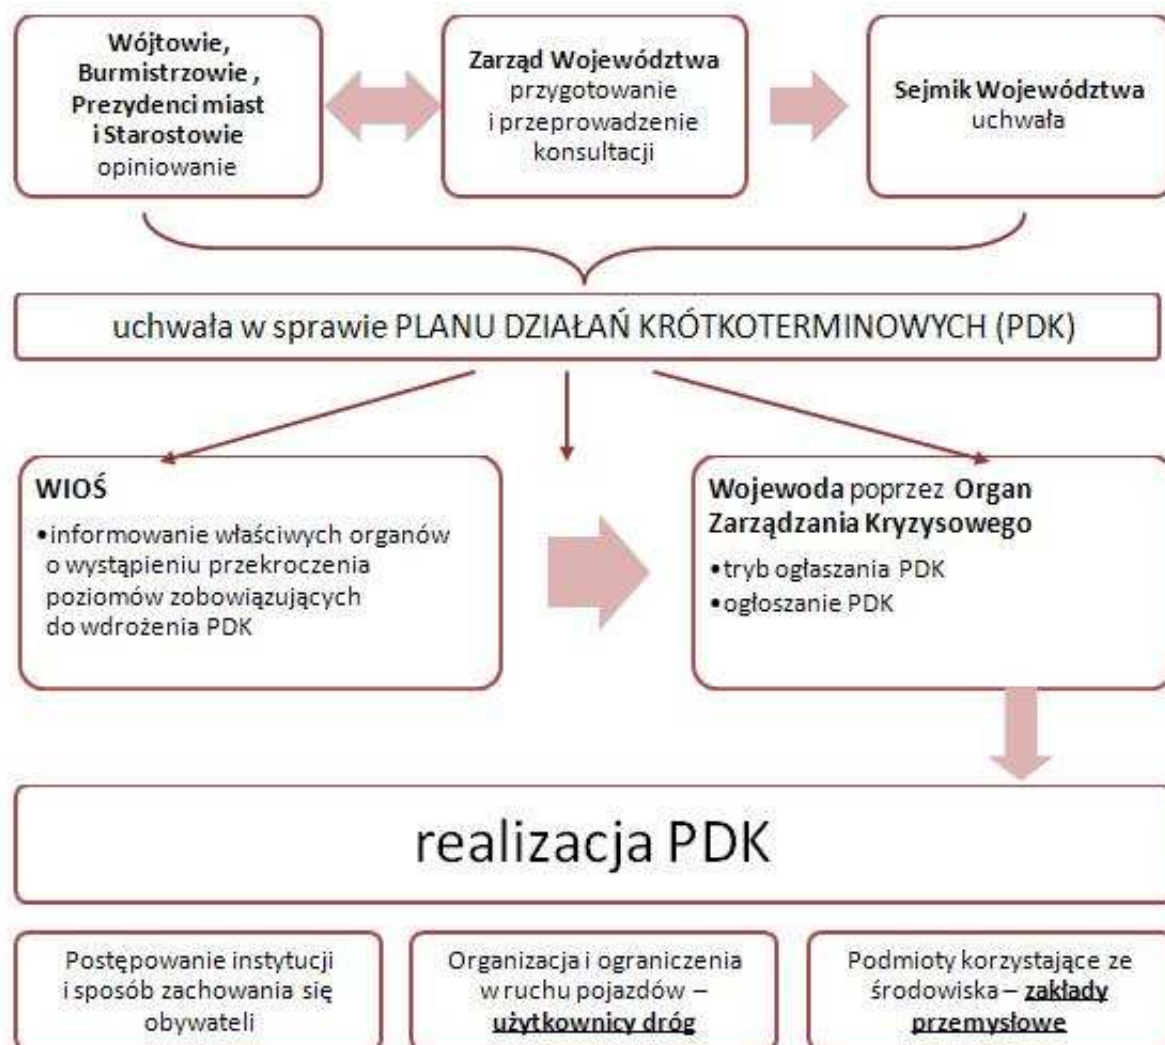 Wójtowie,
Burmistrzowie ,
Prezydenci miast
i Starostowie
opiniowanie
Zarząd Województwa
przygotowanie
i przeprowadzenie
konsultacji
Sejmik Województwa
uchwała
uchwała w sprawie PLANU DZIAŁAŃ KRÓTKOTERMINOWYCH (PDK)
WIOŚ
•informowanie właściwych organów
o wystąpieniu przekroczenia
poziomów zobowiązujących
do wdrożenia PDK
Wojewoda poprzez Organ
Zarządzania Kryzysowego
•tryb ogłaszania PDK
•ogłoszanie PDK
realizacja PDK
Postępowanie instytucji
i sposób zachowania się
obywateli
Organizacja i ograniczenia
w ruchu pojazdów –
użytkownicy dróg
Podmioty korzystające ze
środowiska – zakłady
przemysłowe